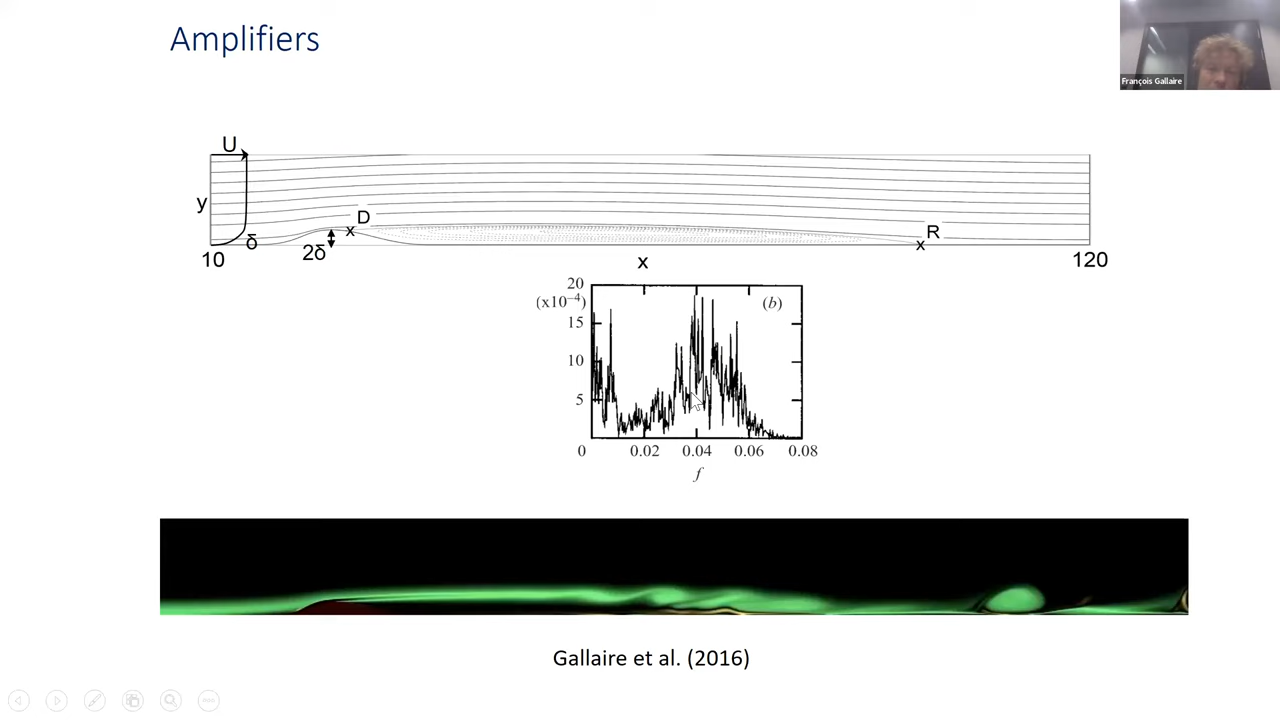 Amplifiers
François Gallaire
U
y
D
δ
2δ
R
10
x
120
20
(x10⁻⁴)
(b)
15
10
5
0 0.02 0.04 0.06 0.08
f
Gallaire et al. (2016)